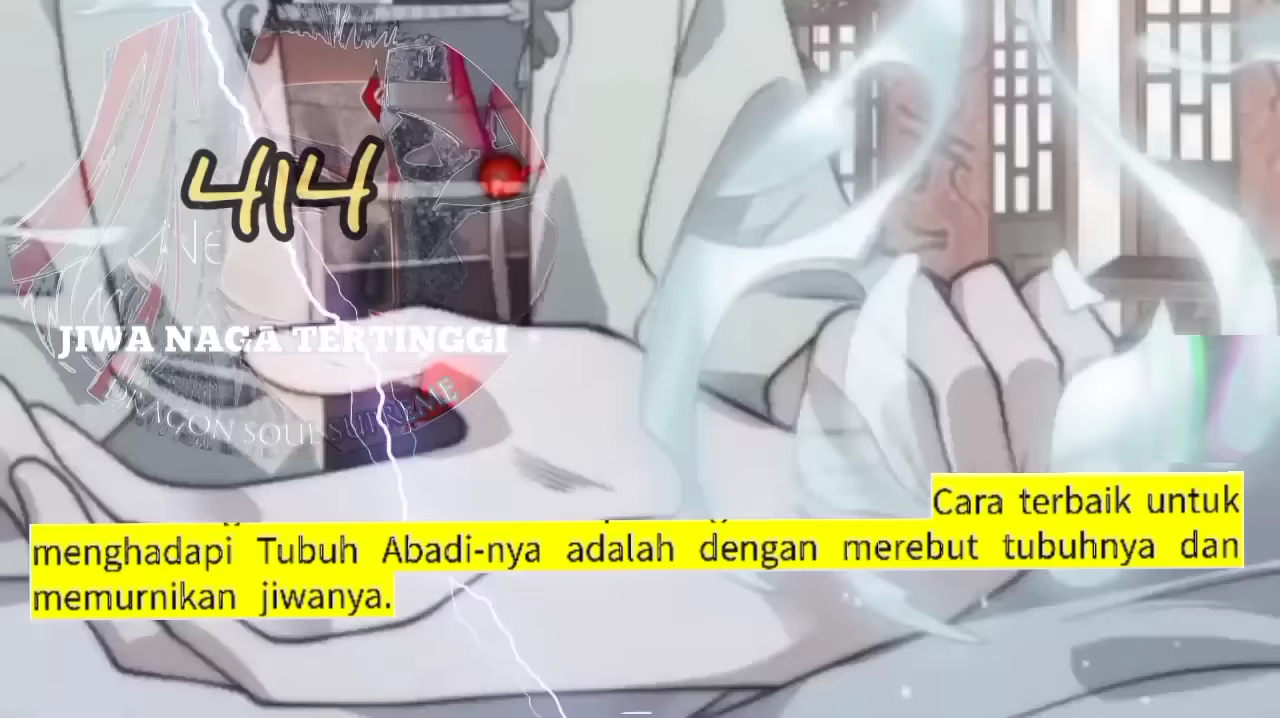 414
JIWA NAGA TERTINGGI
DRAGON SOUL SUPREME
Cara terbaik untuk
menghadapi Tubuh Abadi-nya adalah dengan merebut tubuhnya dan
memurnikan jiwanya.